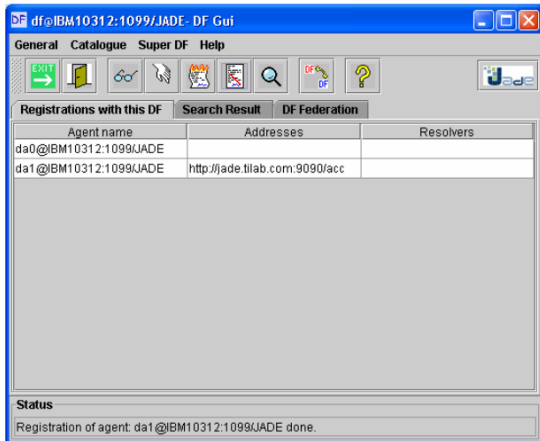 DF df@IBM10312:1099/JADE- DF Gui
General Catalogue Super DF Help
EXIT DF DF Jade
Registrations with this DF Search Result DF Federation
Agent name Addresses Resolvers
da0@IBM10312:1099/JADE
da1@IBM10312:1099/JADE http://jade.tilab.com:9090/acc
Status
Registration of agent: da1@IBM10312:1099/JADE done.